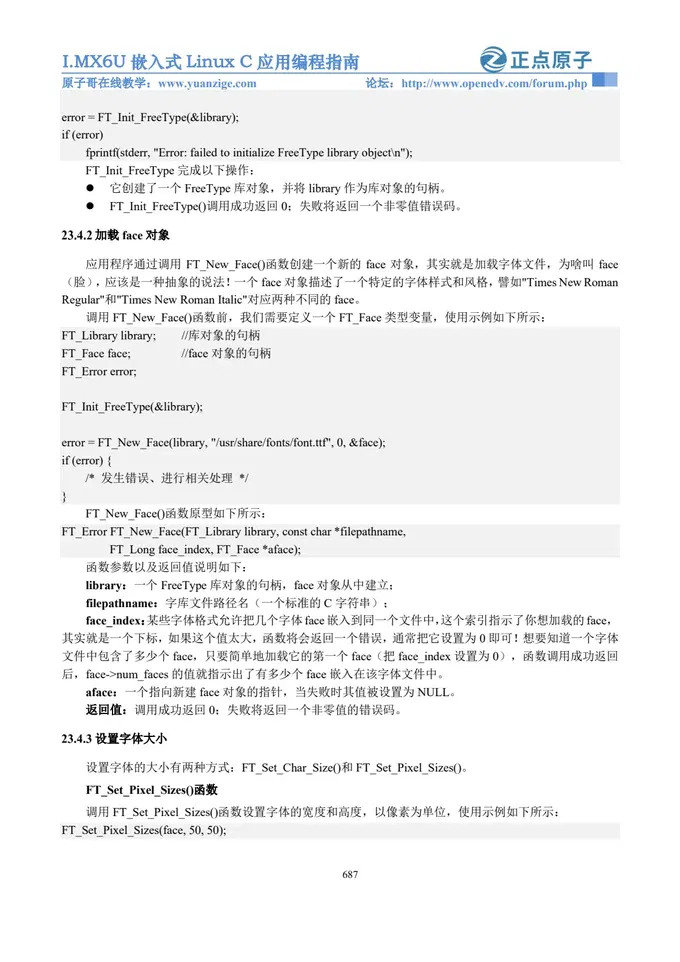 I.MX6U 嵌入式 Linux C 应用编程指南
正点原子
原子哥在线教学：www.yuanzige.com
论坛：http://www.openedv.com/forum.php
error = FT_Init_FreeType(&library);
if (error)
fprintf(stderr, "Error: failed to initialize FreeType library object\n");
FT_Init_FreeType 完成以下操作：
● 它创建了一个 FreeType 库对象，并将 library 作为库对象的句柄。
● FT_Init_FreeType()调用成功返回 0；失败将返回一个非零值错误码。
23.4.2 加载 face 对象
应用程序通过调用 FT_New_Face()函数创建一个新的 face 对象，其实就是加载字体文件，为啥叫 face
（脸），应该是一种抽象的说法！一个 face 对象描述了一个特定的字体样式和风格，譬如"Times New Roman
Regular"和"Times New Roman Italic"对应两种不同的 face。
调用 FT_New_Face()函数前，我们需要定义一个 FT_Face 类型变量，使用示例如下所示：
FT_Library library; //库对象的句柄
FT_Face face; //face 对象的句柄
FT_Error error;
FT_Init_FreeType(&library);
error = FT_New_Face(library, "/usr/share/fonts/font.ttf", 0, &face);
if (error) {
/* 发生错误、进行相关处理 */
}
FT_New_Face()函数原型如下所示：
FT_Error FT_New_Face(FT_Library library, const char *filepathname,
FT_Long face_index, FT_Face *aface);
函数参数以及返回值说明如下：
library：一个 FreeType 库对象的句柄，face 对象从中建立；
filepathname：字库文件路径名（一个标准的 C 字符串）；
face_index：某些字体格式允许把几个字体 face 嵌入到同一个文件中，这个索引指示了你想加载的 face，
其实就是一个下标，如果这个值太大，函数将会返回一个错误，通常把它设置为 0 即可！想要知道一个字体
文件中包含了多少个 face，只要简单地加载它的第一个 face（把 face_index 设置为 0），函数调用成功返回
后，face->num_faces 的值就指示出了有多少个 face 嵌入在该字体文件中。
aface：一个指向新建 face 对象的指针，当失败时其值被设置为 NULL。
返回值：调用成功返回 0；失败将返回一个非零值的错误码。
23.4.3 设置字体大小
设置字体的大小有两种方式：FT_Set_Char_Size()和 FT_Set_Pixel_Sizes()。
FT_Set_Pixel_Sizes()函数
调用 FT_Set_Pixel_Sizes()函数设置字体的宽度和高度，以像素为单位，使用示例如下所示：
FT_Set_Pixel_Sizes(face, 50, 50);
687